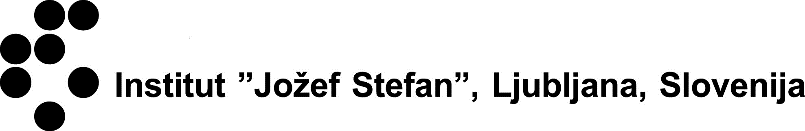 Institut ”Jožef Stefan”, Ljubljana, Slovenija